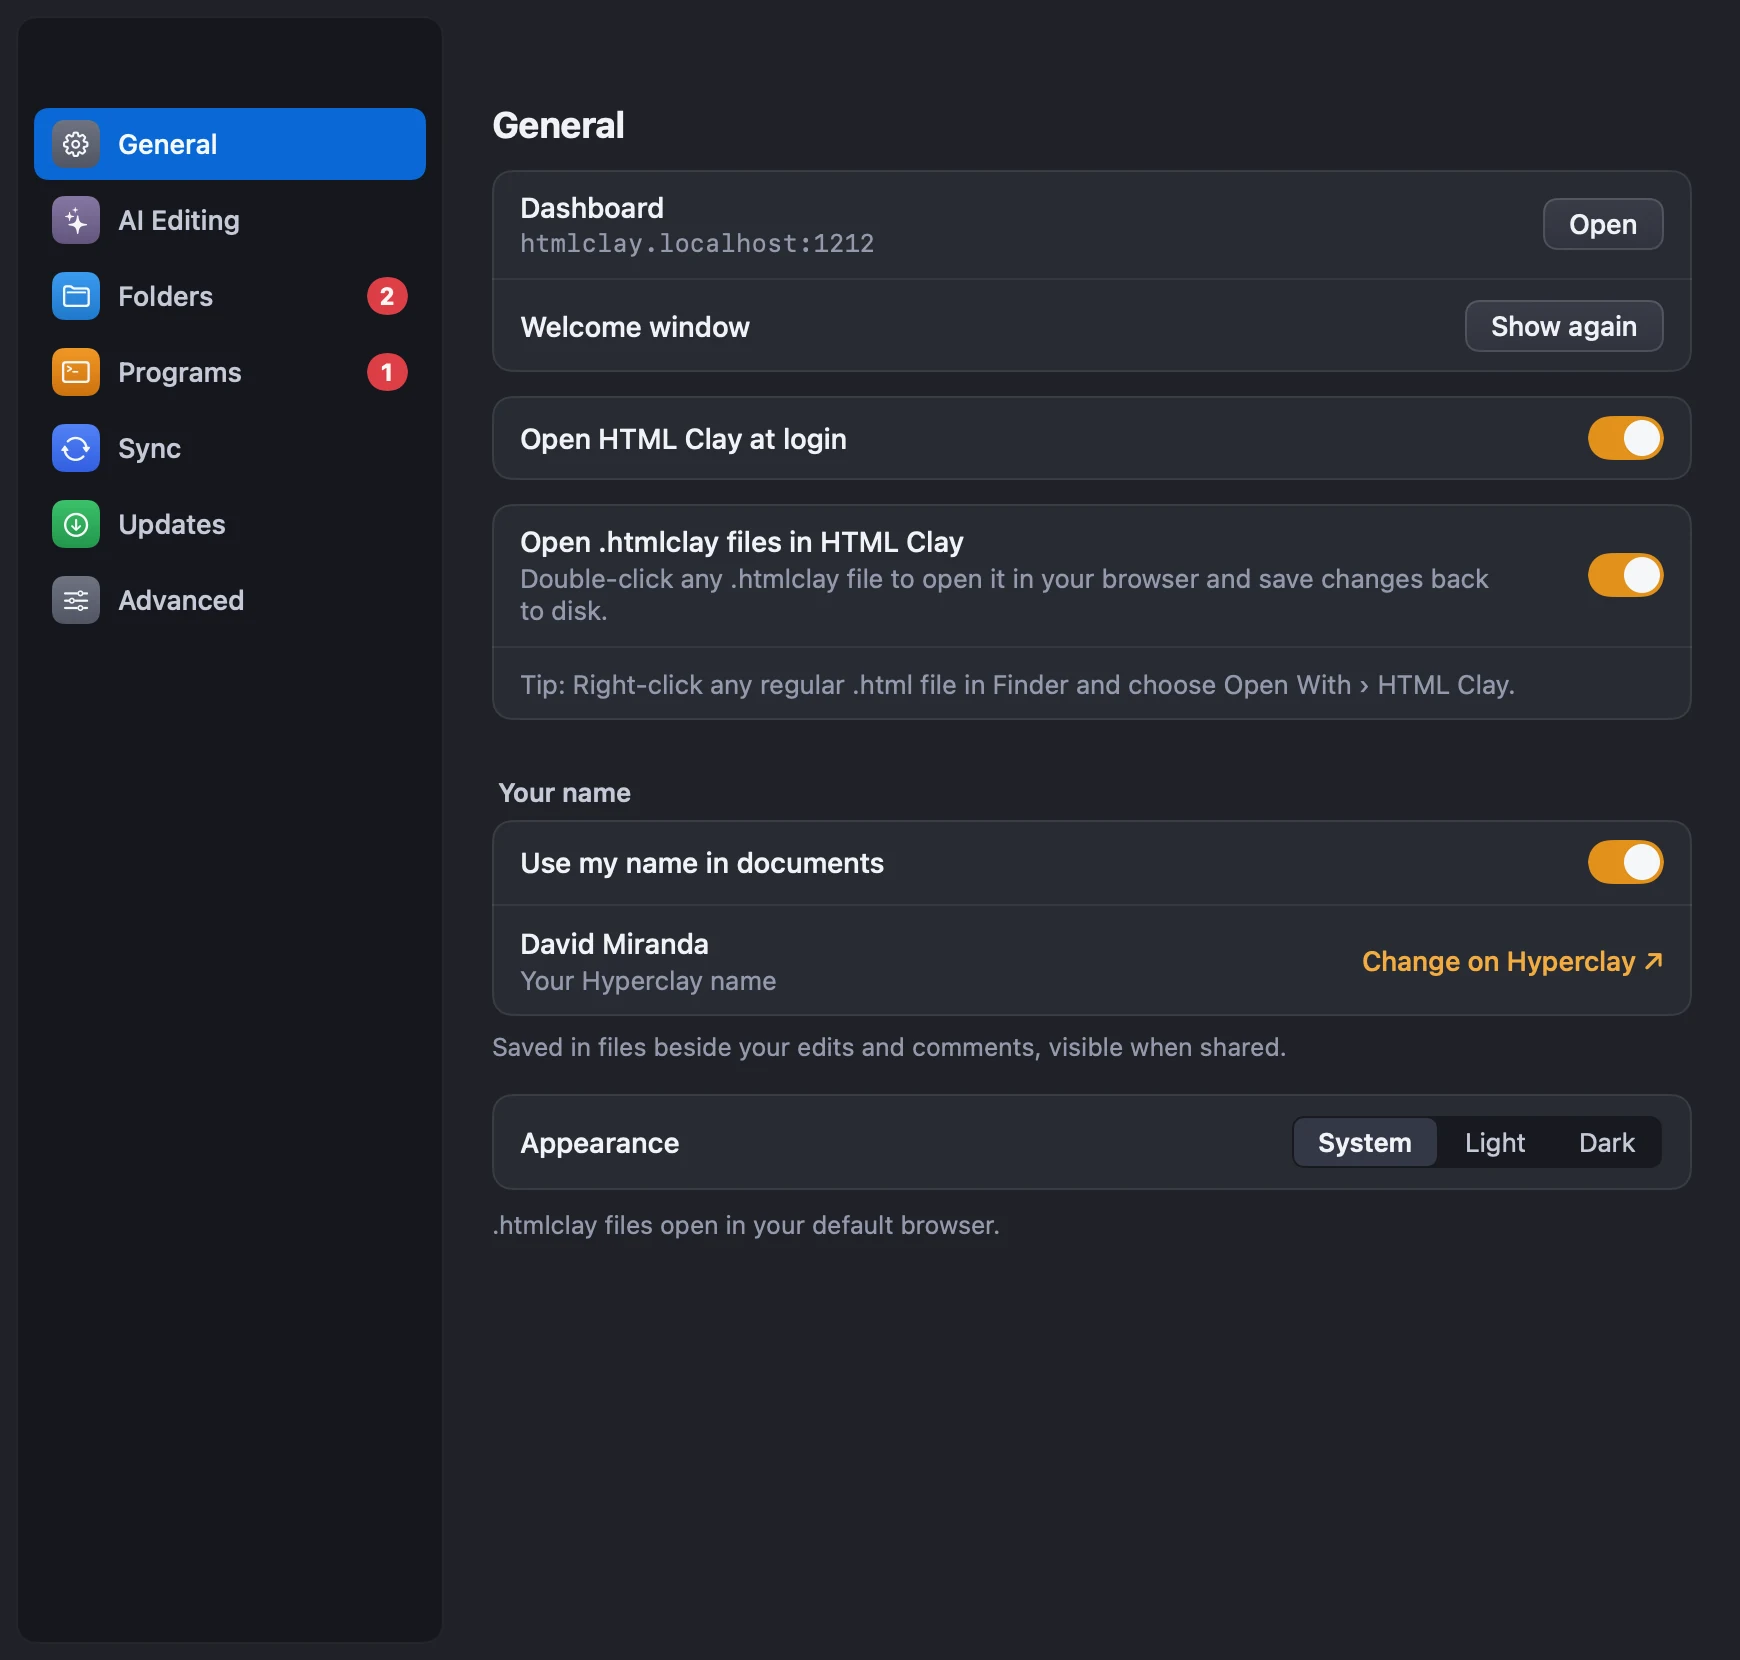 General
AI Editing
Folders
2
Programs
1
Sync
Updates
Advanced
General
Dashboard
htmlclay.localhost:1212
Open
Welcome window
Show again
Open HTML Clay at login
Open .htmlclay files in HTML Clay
Double-click any .htmlclay file to open it in your browser and save changes back
to disk.
Tip: Right-click any regular .html file in Finder and choose Open With › HTML Clay.
Your name
Use my name in documents
David Miranda
Your Hyperclay name
Change on Hyperclay ↗
Saved in files beside your edits and comments, visible when shared.
Appearance
System
Light
Dark
.htmlclay files open in your default browser.